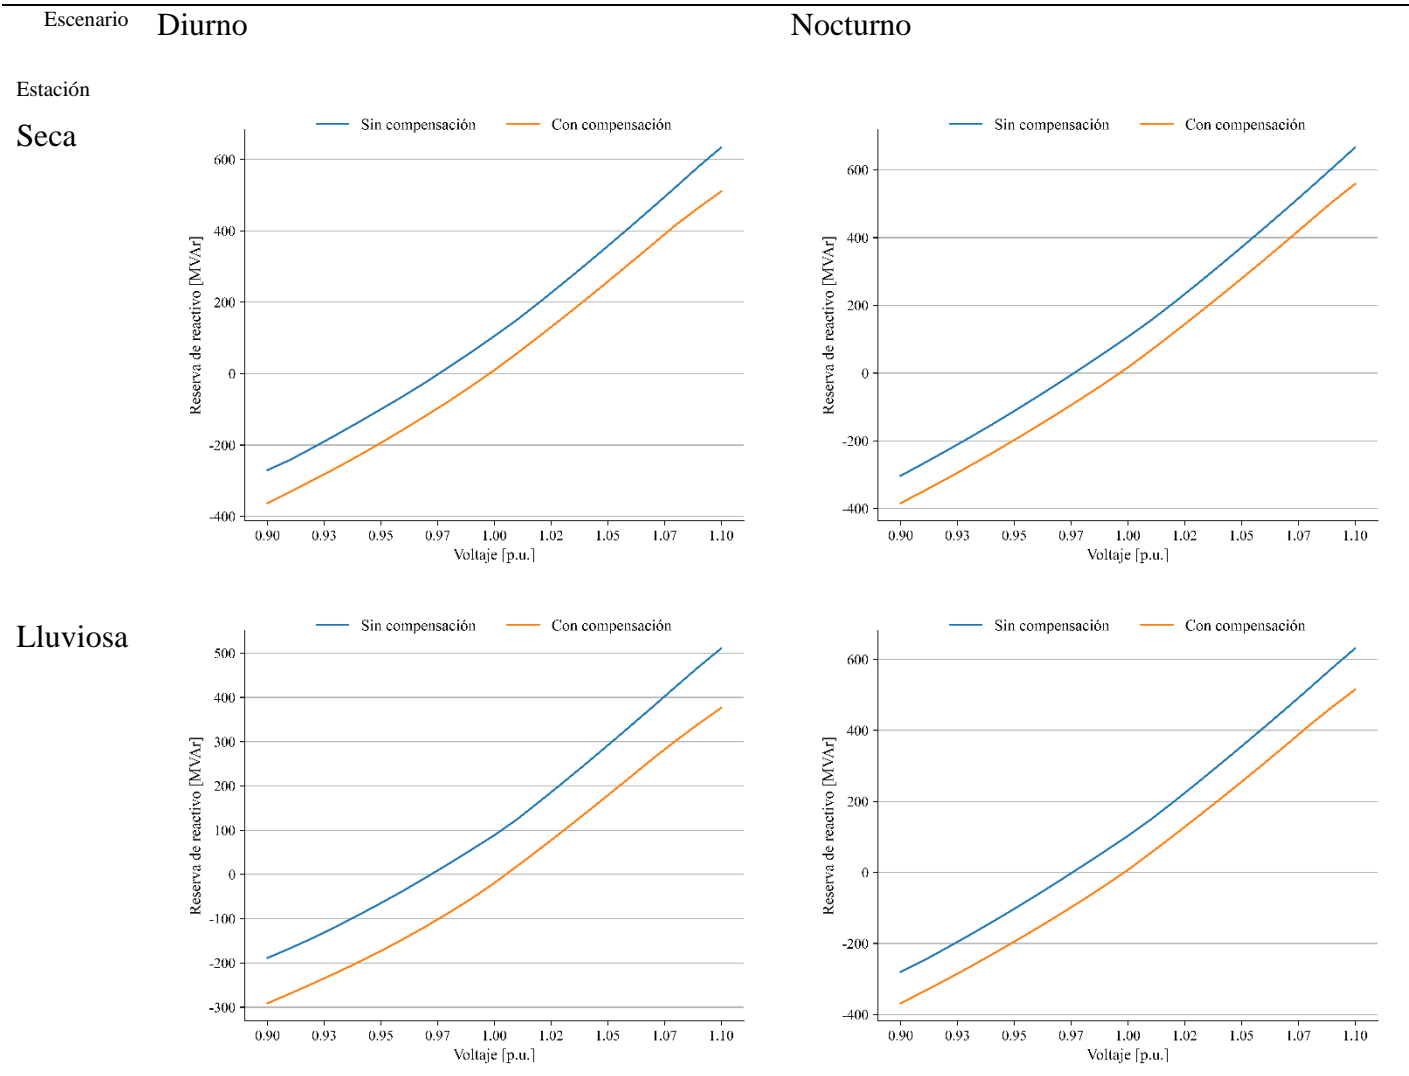 Escenario Diurno Nocturno
Estación
Seca
Sin compensación Con compensación
600
400
200
0
-200
-400
Reserva de reactivo [MVAr]
0.90 0.93 0.95 0.97 1.00 1.02 1.05 1.07 1.10
Voltaje [p.u.]
Sin compensación Con compensación
600
400
200
0
-200
-400
Reserva de reactivo [MVAr]
0.90 0.93 0.95 0.97 1.00 1.02 1.05 1.07 1.10
Voltaje [p.u.]
Lluviosa
Sin compensación Con compensación
500
400
300
200
100
0
-100
-200
-300
Reserva de reactivo [MVAr]
0.90 0.93 0.95 0.97 1.00 1.02 1.05 1.07 1.10
Voltaje [p.u.]
Sin compensación Con compensación
600
400
200
0
-200
-400
Reserva de reactivo [MVAr]
0.90 0.93 0.95 0.97 1.00 1.02 1.05 1.07 1.10
Voltaje [p.u.]